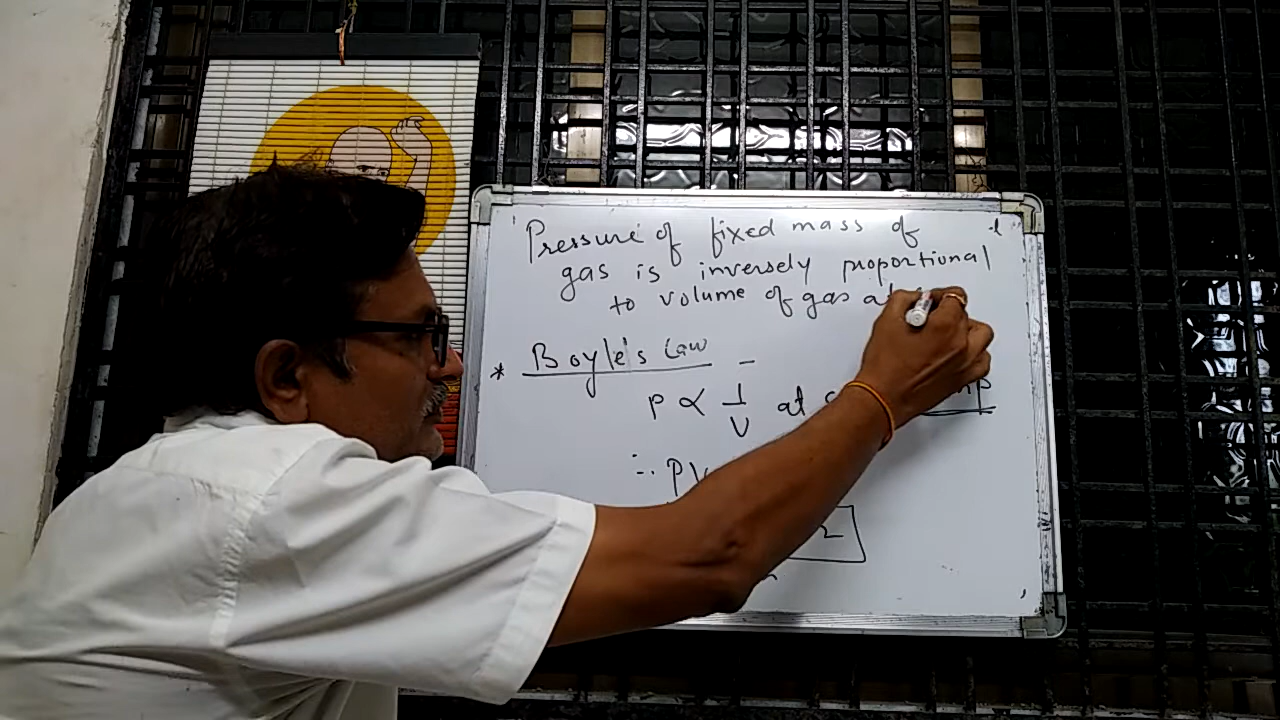 Pressure of fixed mass of
gas is inversely proportional
to volume of gas at
* Boyle's Law -
P ∝ 1/V at
∴ PV
2